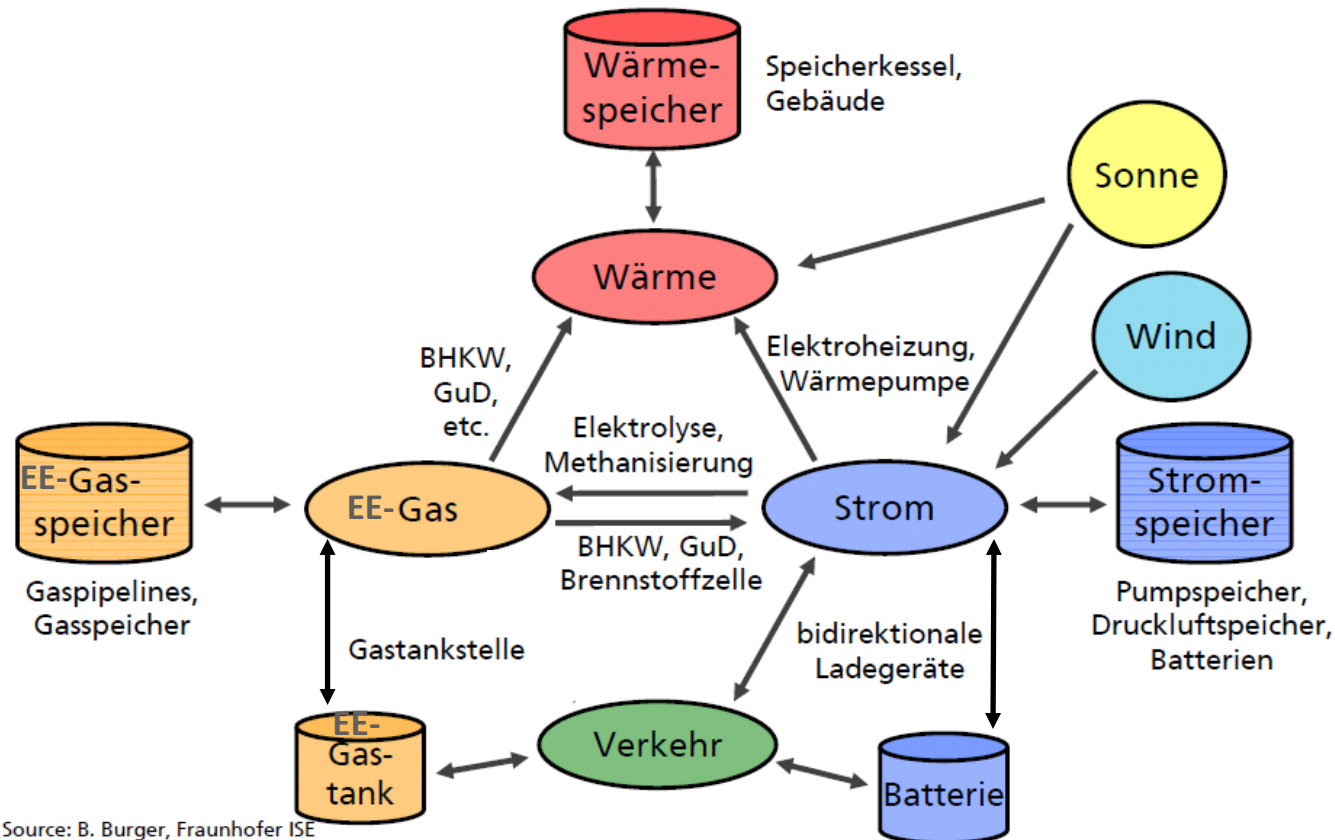 Wärme-
speicher
Speicherkessel,
Gebäude
Sonne
Wärme
Wind
BHKW,
GuD,
etc.
Elektroheizung,
Wärmepumpe
Elektrolyse,
Methanisierung
EE-Gas-
speicher
EE-Gas
Strom
Strom-
speicher
BHKW, GuD,
Brennstoffzelle
Gaspipelines,
Gasspeicher
Pumpspeicher,
Druckluftspeicher,
Batterien
Gastankstelle
bidirektionale
Ladegeräte
EE-
Gas-
tank
Verkehr
Batterie
Source: B. Burger, Fraunhofer ISE